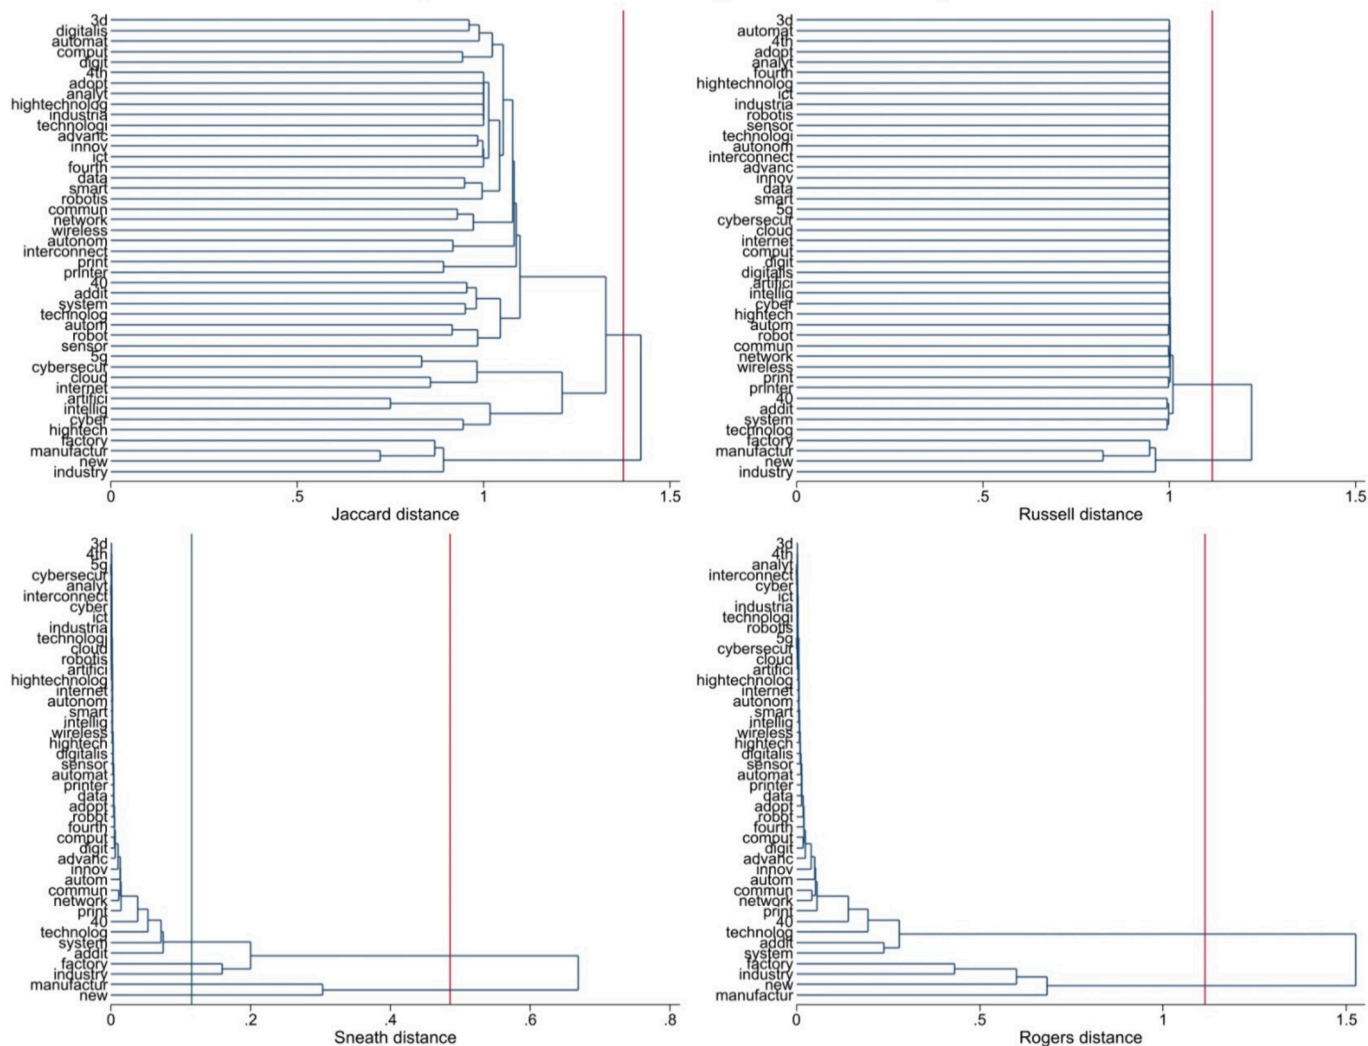 3d
digitalis
automat
comput
digit
4th
adopt
analyt
hightechnolog
industria
technologi
advanc
innov
ict
fourth
data
smart
robotis
commun
network
wireless
autonom
interconnect
print
printer
40
addit
system
technolog
autom
robot
sensor
5g
cybersecur
cloud
internet
artifici
intellig
cyber
hightech
factory
manufactur
new
industry
0 .5 1 1.5
Jaccard distance
3d
automat
4th
adopt
analyt
fourth
hightechnolog
ict
industria
robotis
sensor
technologi
autonom
interconnect
advanc
innov
data
smart
5g
cybersecur
cloud
internet
comput
digit
digitalis
artifici
intellig
cyber
hightech
autom
robot
commun
network
wireless
print
printer
40
addit
system
technolog
factory
manufactur
new
industry
0 .5 1 1.5
Russell distance
3d
4th
5g
cybersecur
analyt
interconnect
cyber
ict
industria
technologi
cloud
robotis
artifici
hightechnolog
internet
autonom
smart
intellig
wireless
hightech
digitalis
sensor
automat
printer
data
adopt
robot
fourth
comput
digit
advanc
innov
autom
commun
network
print
40
technolog
system
addit
factory
industry
manufactur
new
0 .2 .4 .6 .8
Sneath distance
3d
4th
analyt
interconnect
cyber
ict
industria
technologi
robotis
5g
cybersecur
cloud
artifici
hightechnolog
internet
autonom
smart
intellig
wireless
hightech
digitalis
sensor
automat
printer
data
adopt
robot
fourth
comput
digit
advanc
innov
autom
commun
network
print
40
technolog
addit
system
factory
industry
new
manufactur
0 .5 1 1.5
Rogers distance